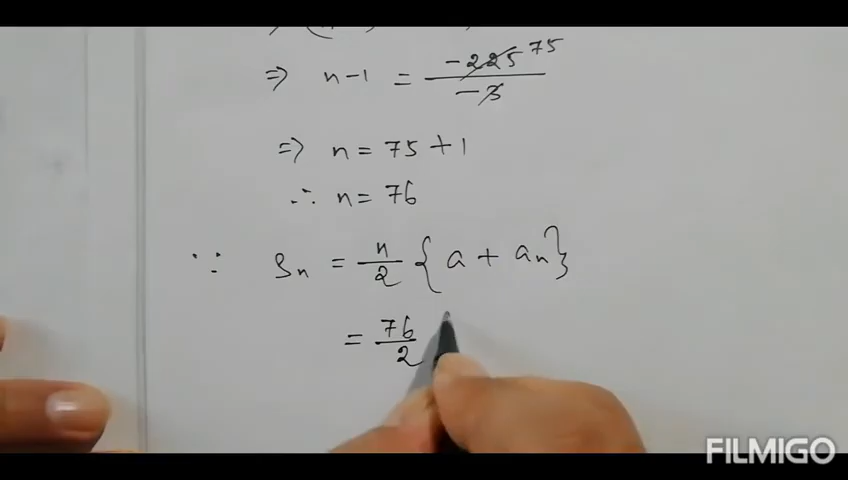 ⇒ n-1 = -225 75 / -3
⇒ n = 75 + 1
∴ n = 76
∵ Sn = n/2 { a + an }
= 76/2
FILMIGO